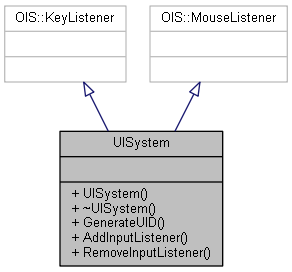 OIS::KeyListener
OIS::MouseListener
UISystem
+ UISystem()
+ ~UISystem()
+ GenerateUID()
+ AddInputListener()
+ RemoveInputListener()